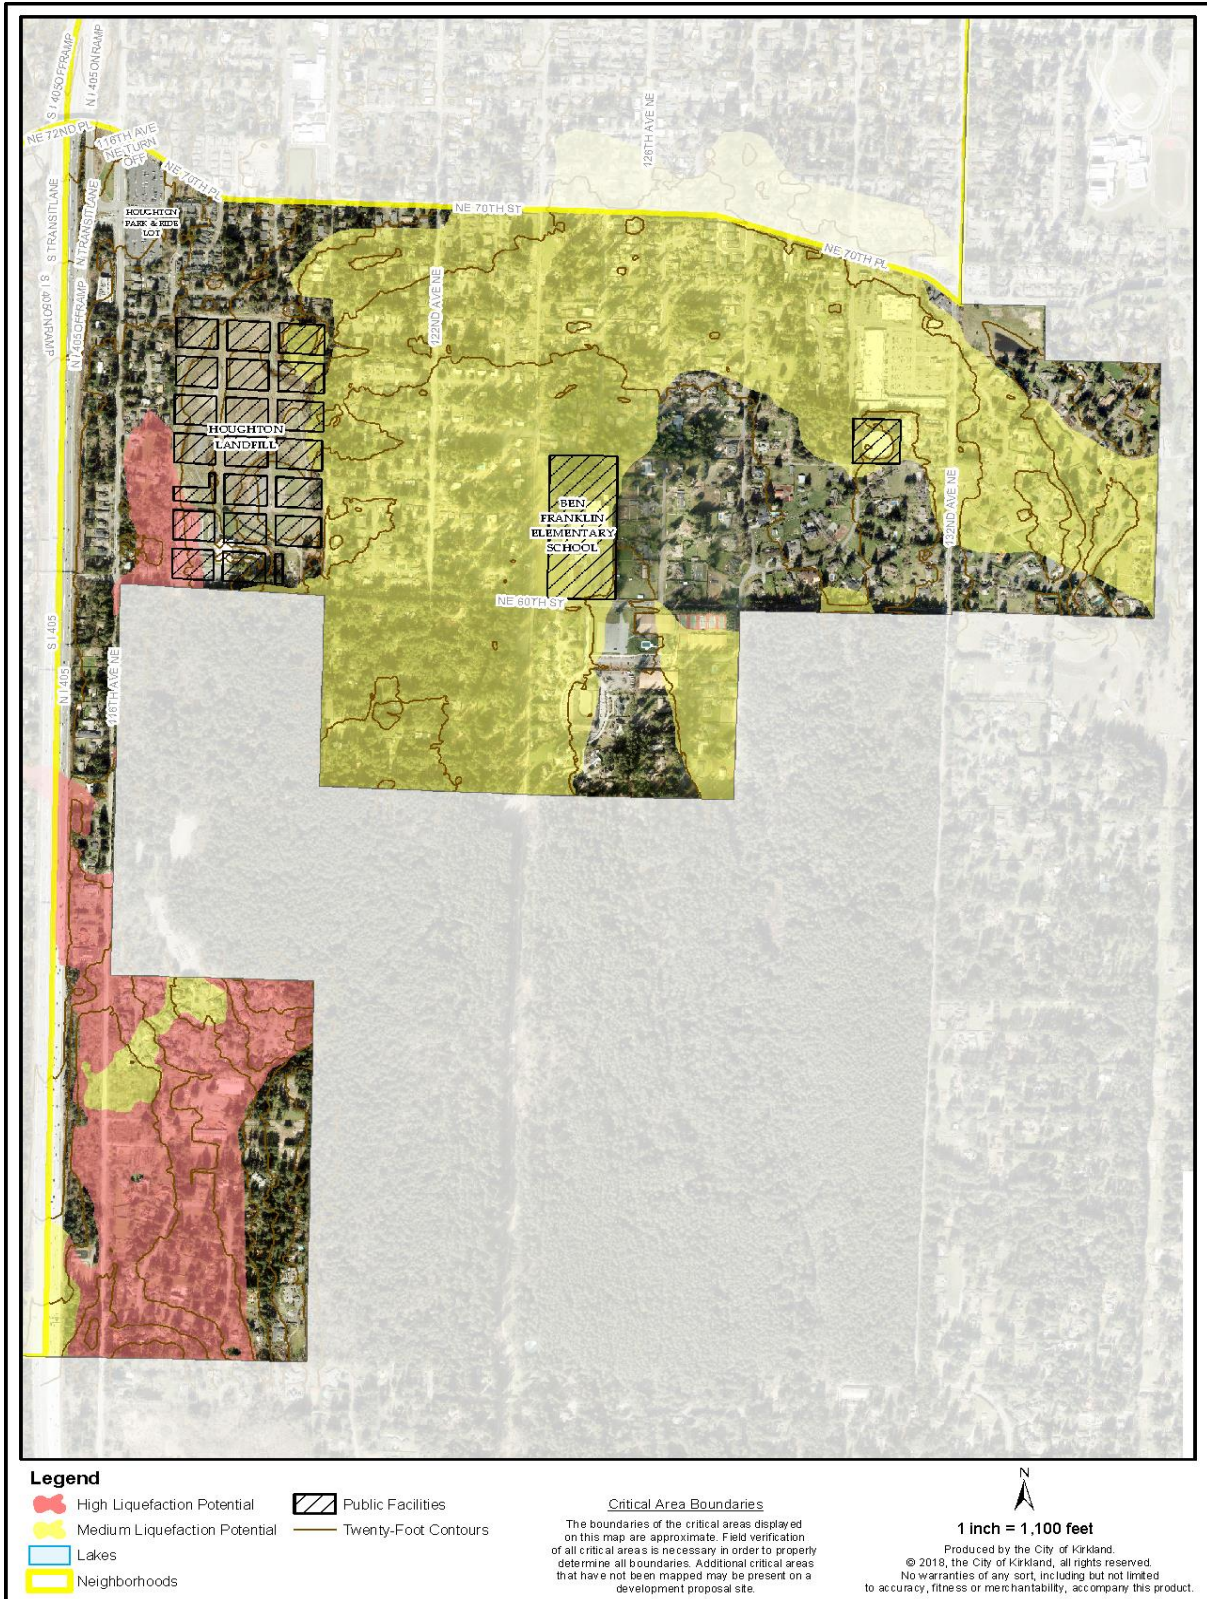 S I 405 OFFRAMP
N I 405 ONRAMP
NE 72ND PL
116TH AVE
NE TURN
OFF
NE 70TH PL
126TH AVE NE
S TRANSIT LANE
N TRANSIT LANE
HOUGHTON
PARK & RIDE
LOT
NE 70TH ST
NE 70TH PL
S I 405 ONRAMP
N I 405 OFFRAMP
122ND AVE NE
HOUGHTON
LANDFILL
BEN
FRANKLIN
ELEMENTARY
SCHOOL
132ND AVE NE
NE 60TH ST
S I 405
N I 405
116TH AVE NE
Legend
High Liquefaction Potential
Medium Liquefaction Potential
Lakes
Neighborhoods
Public Facilities
Twenty-Foot Contours
Critical Area Boundaries
The boundaries of the critical areas displayed
on this map are approximate. Field verification
of all critical areas is necessary in order to properly
determine all boundaries. Additional critical areas
that have not been mapped may be present on a
development proposal site.
N
1 inch = 1,100 feet
Produced by the City of Kirkland.
© 2018, the City of Kirkland, all rights reserved.
No warranties of any sort, including but not limited
to accuracy, fitness or merchantability, accompany this product.